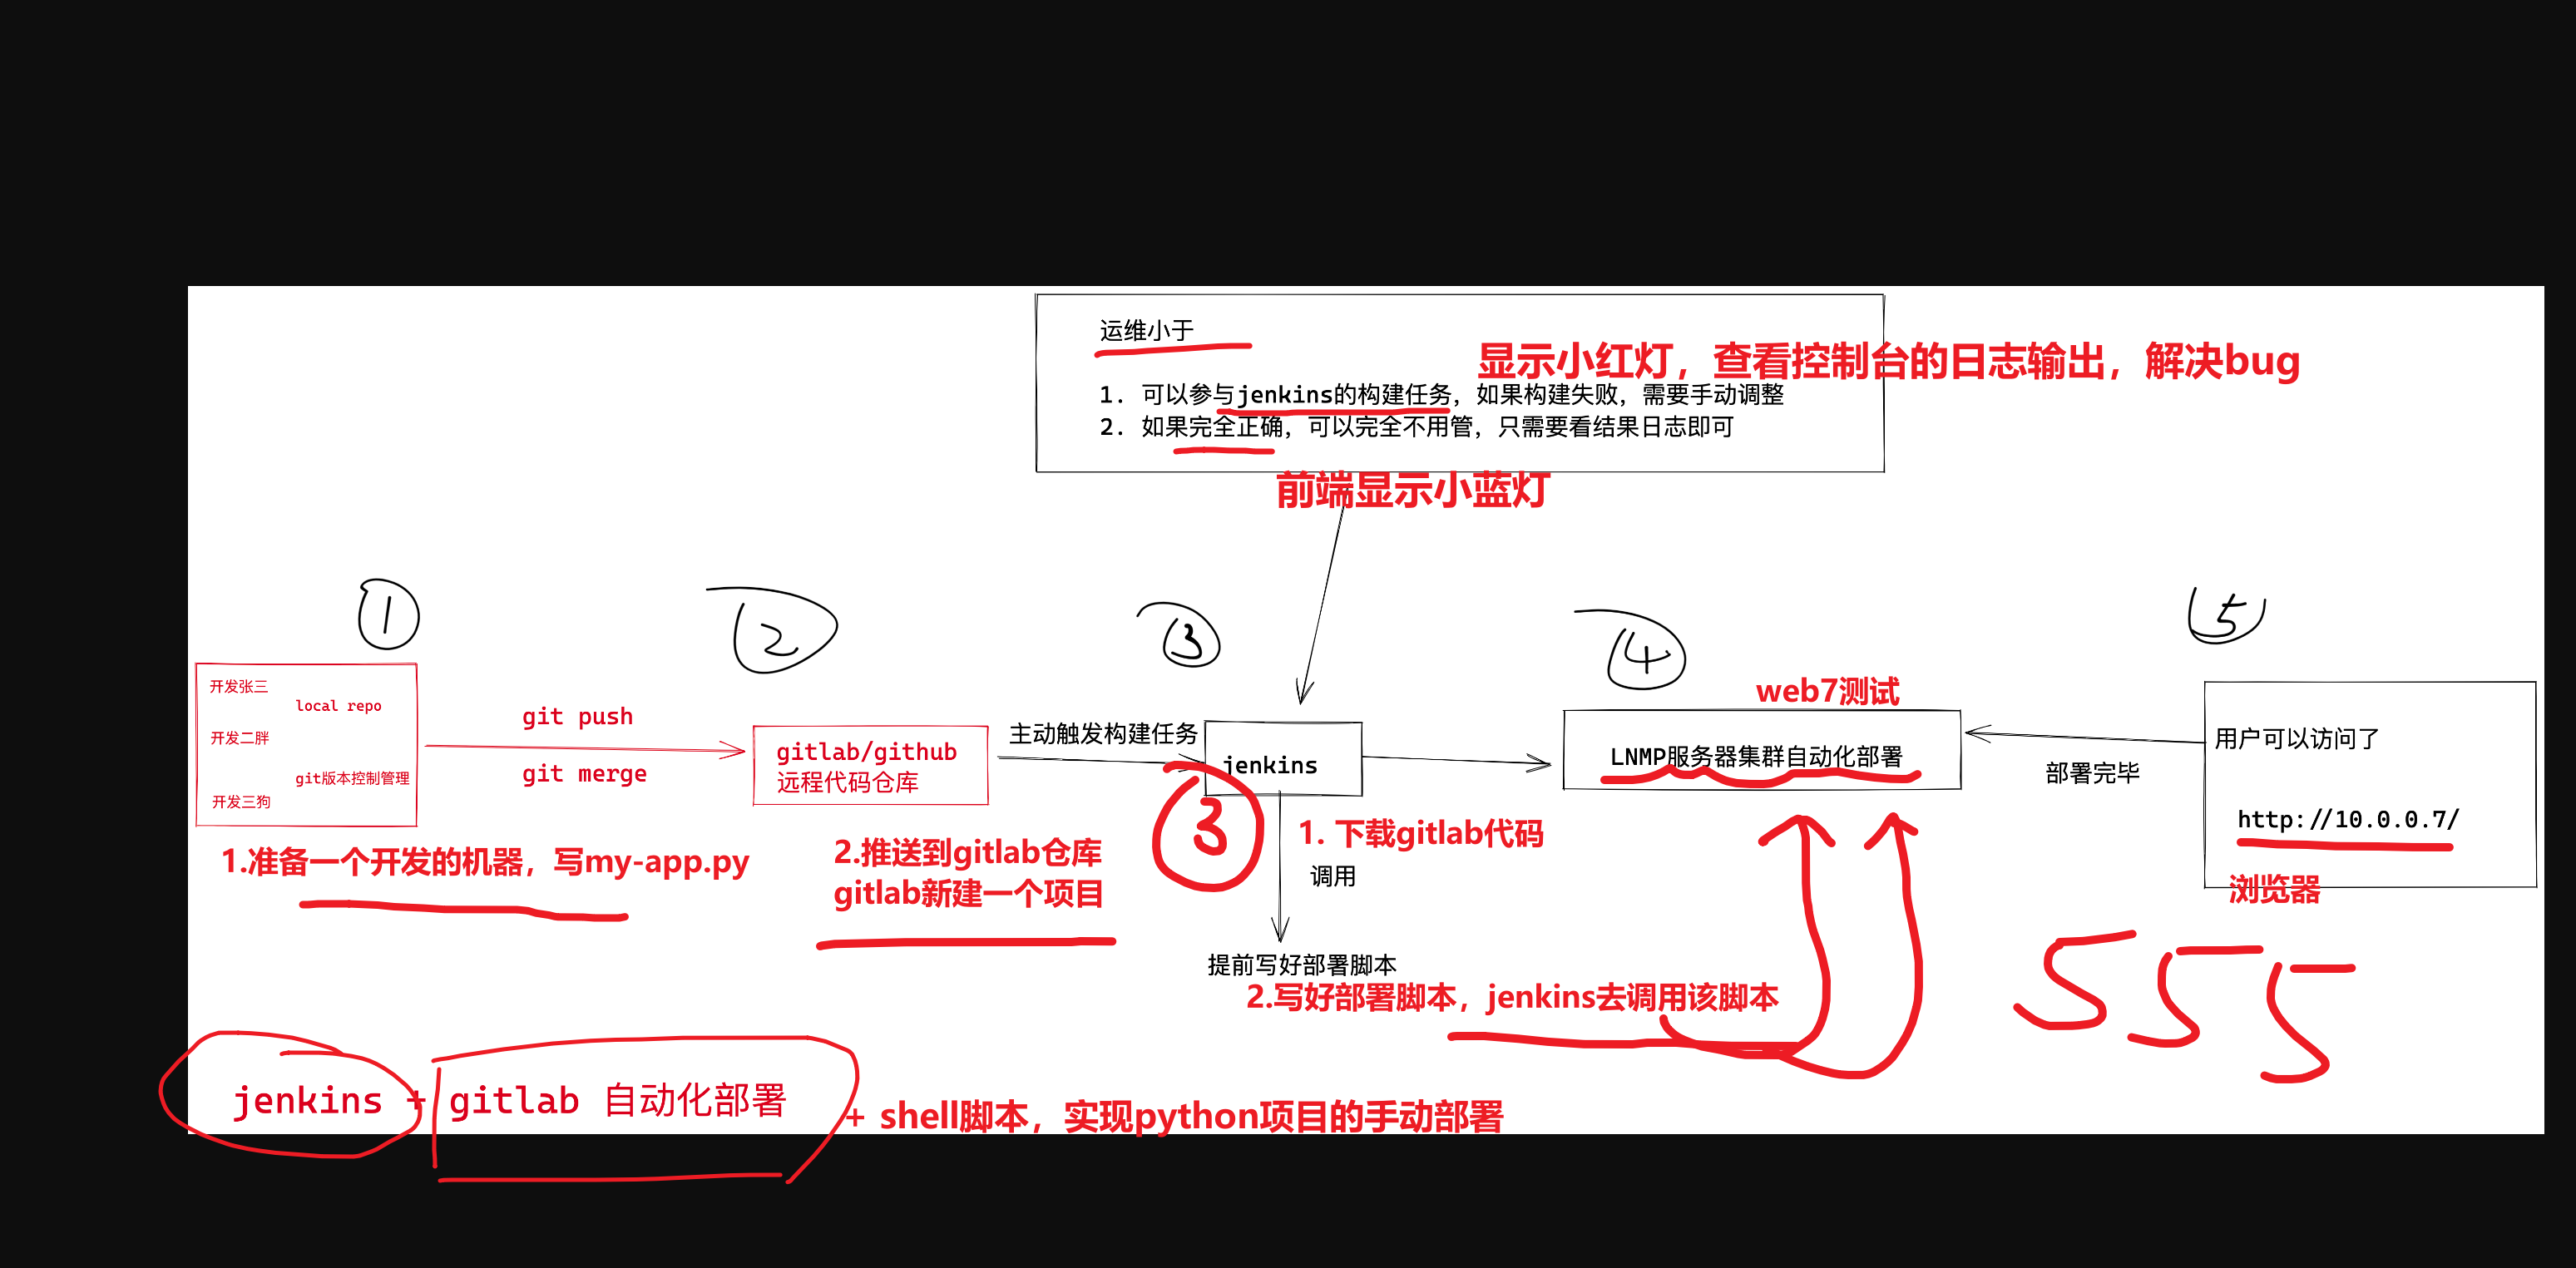 运维小于
显示小红灯，查看控制台的日志输出，解决bug
1. 可以参与jenkins的构建任务，如果构建失败，需要手动调整
2. 如果完全正确，可以完全不用管，只需要看结果日志即可
前端显示小蓝灯
1
2
3
4
5
开发张三
local repo
开发二胖
git版本控制管理
开发三狗
git push
git merge
gitlab/github
远程代码仓库
主动触发构建任务
jenkins
3
web7测试
LNMP服务器集群自动化部署
部署完毕
用户可以访问了
http://10.0.0.7/
浏览器
1.准备一个开发的机器，写my-app.py
2.推送到gitlab仓库
gitlab新建一个项目
1. 下载gitlab代码
调用
提前写好部署脚本
2.写好部署脚本，jenkins去调用该脚本
5 5 5
jenkins + gitlab 自动化部署
+ shell脚本，实现python项目的手动部署